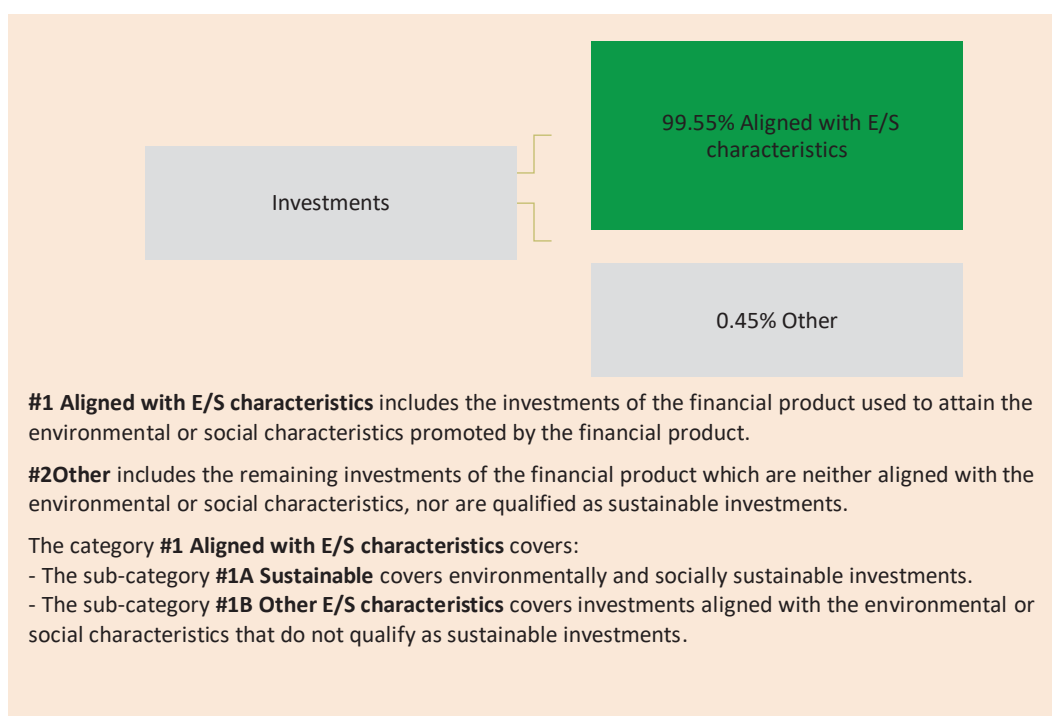 99.55% Aligned with E/S
characteristics
Investments
0.45% Other
#1 Aligned with E/S characteristics includes the investments of the financial product used to attain the
environmental or social characteristics promoted by the financial product.
#2Other includes the remaining investments of the financial product which are neither aligned with the
environmental or social characteristics, nor are qualified as sustainable investments.
The category #1 Aligned with E/S characteristics covers:
- The sub-category #1A Sustainable covers environmentally and socially sustainable investments.
- The sub-category #1B Other E/S characteristics covers investments aligned with the environmental or
social characteristics that do not qualify as sustainable investments.